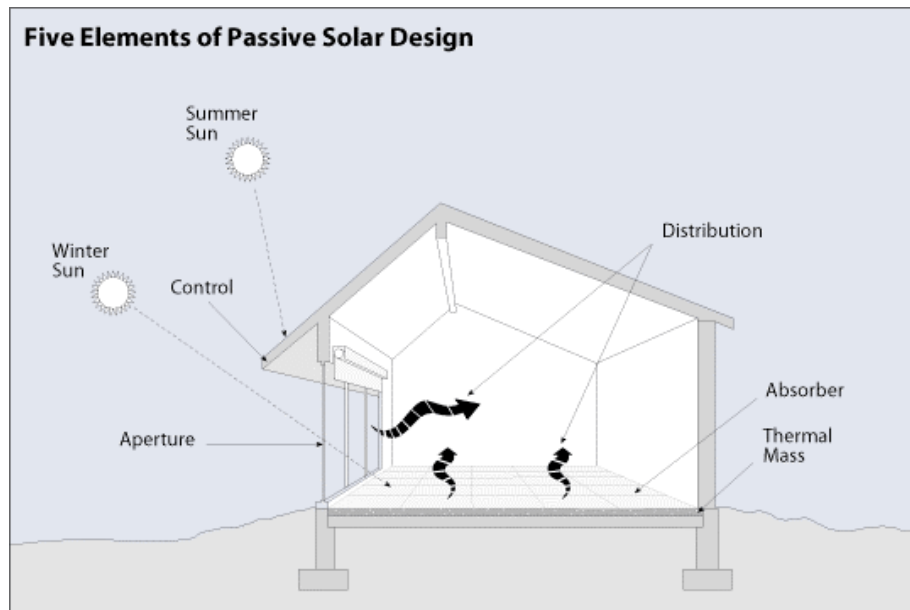 Five Elements of Passive Solar Design
Summer
Sun
Winter
Sun
Control
Distribution
Absorber
Aperture
Thermal
Mass